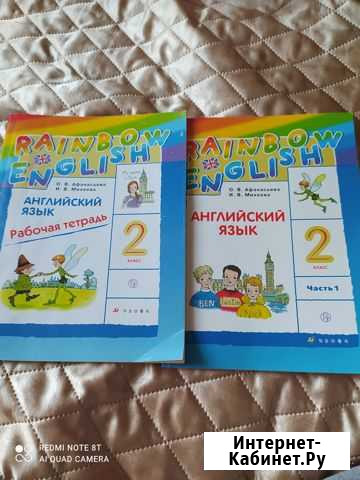 RAINBOW
ENGLISH
О. В. Афанасьева
И. В. Михеева
АНГЛИЙСКИЙ
ЯЗЫК
Рабочая тетрадь
2
КЛАСС
RAINBOW
ENGLISH
О. В. Афанасьева
И. В. Михеева
АНГЛИЙСКИЙ
ЯЗЫК
2
КЛАСС
Часть 1
BEN
Nick
REDMI NOTE 8T
AI QUAD CAMERA
Интернет-
Кабинет.Ру